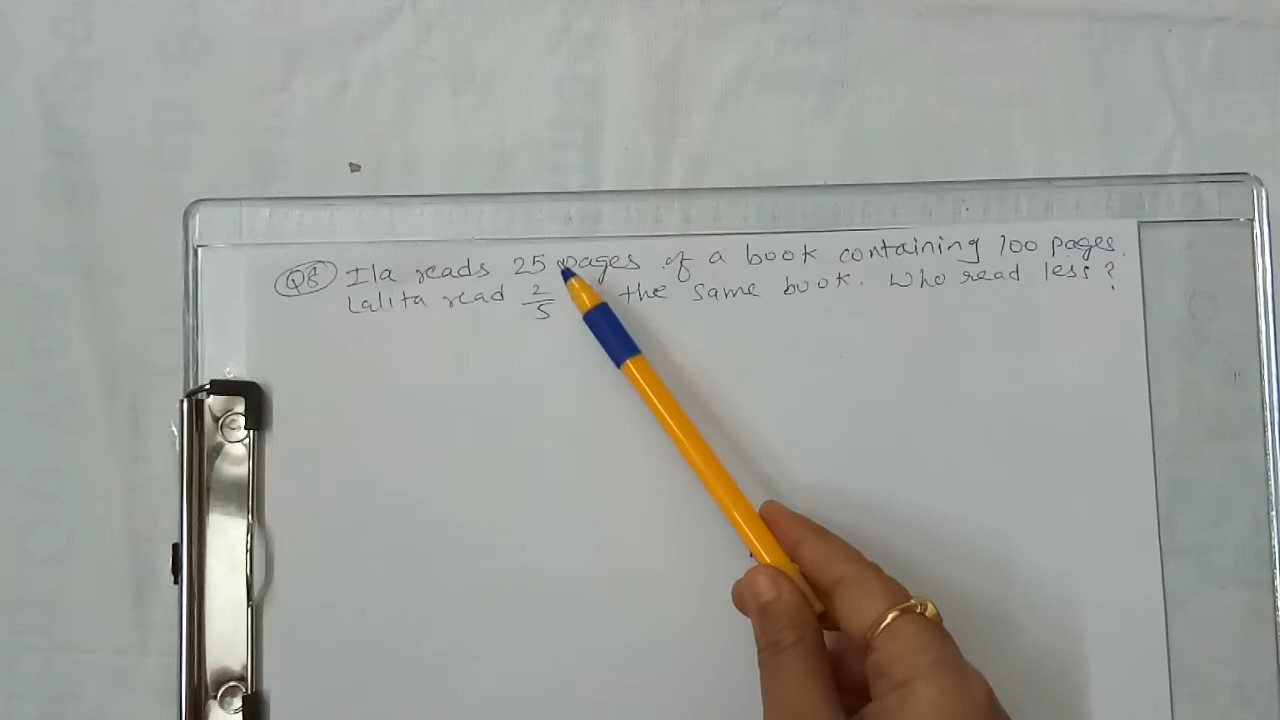 Q8 Ila reads 25 pages of a book containing 100 pages.
Lalita read 2/5 the same book. Who read less?